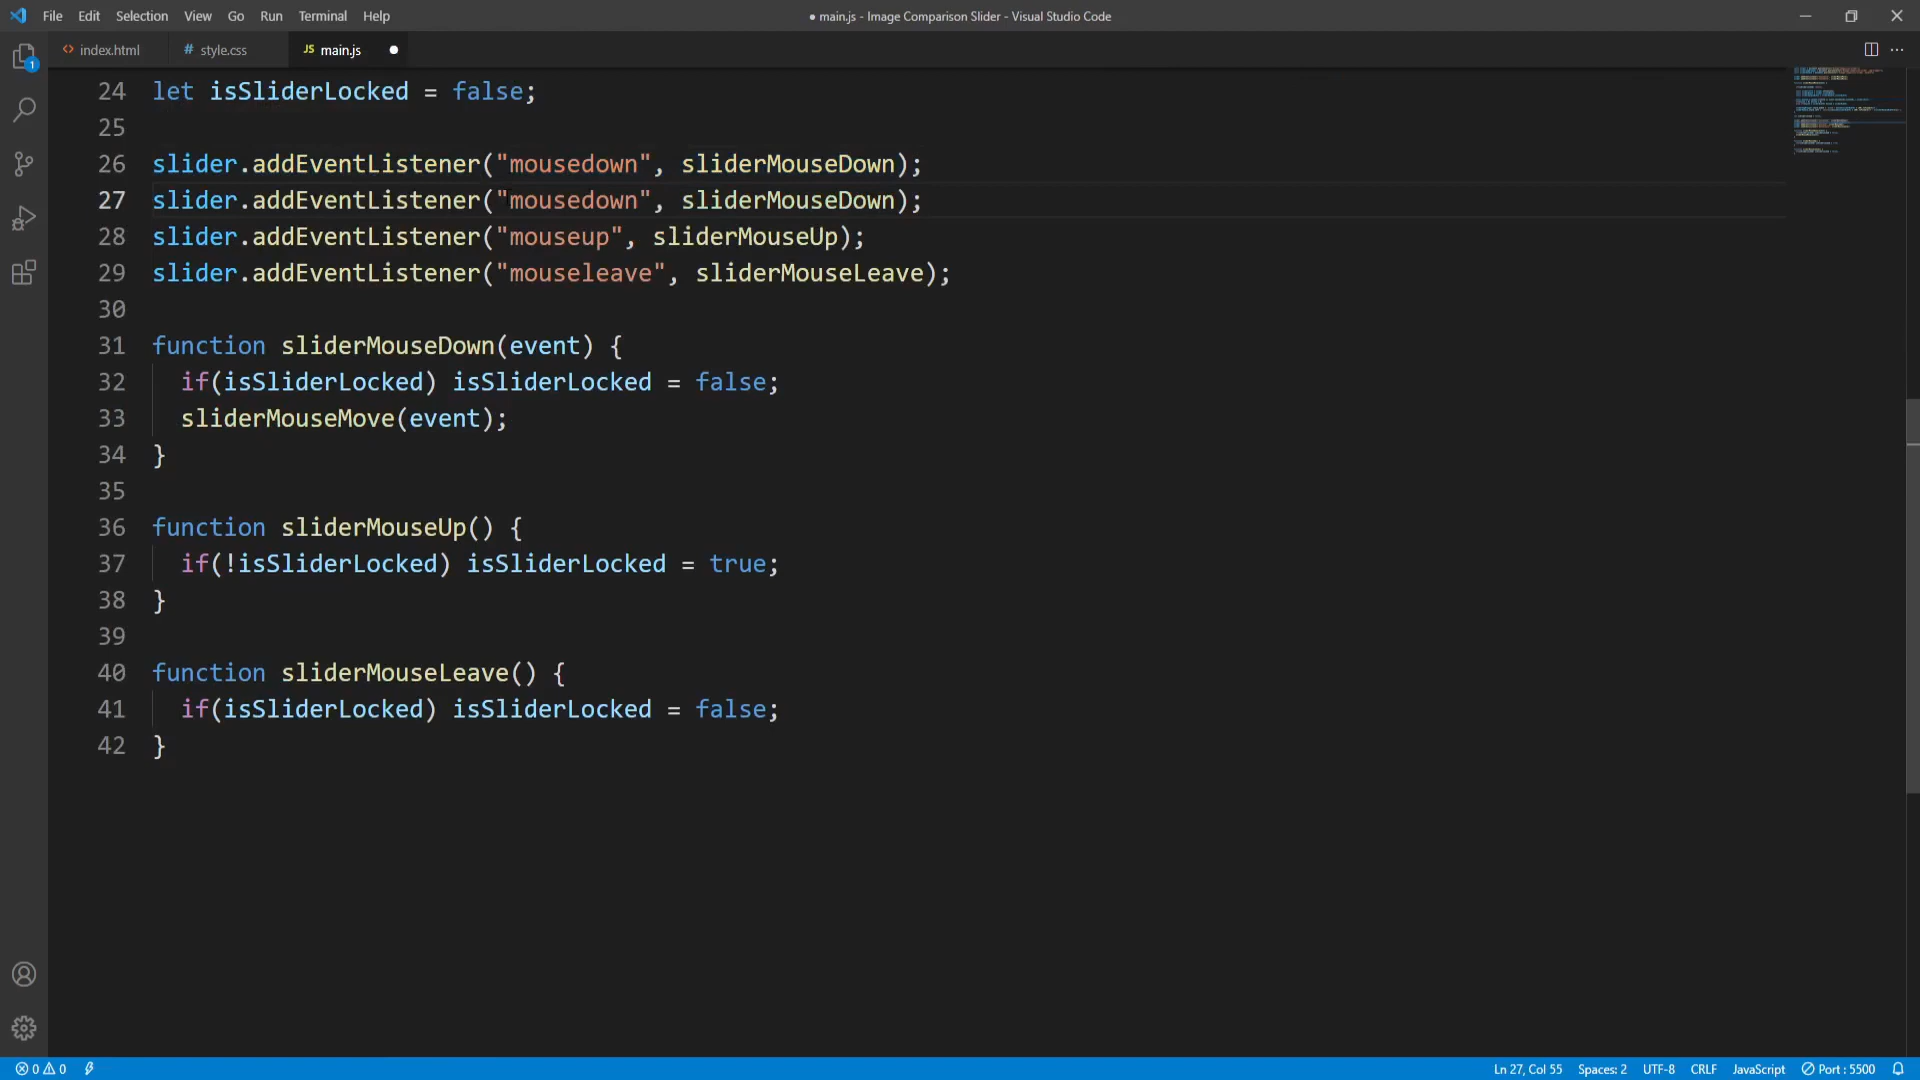 File Edit Selection View Go Run Terminal Help
● main.js - Image Comparison Slider - Visual Studio Code
index.html
# style.css
JS main.js ●
24 let isSliderLocked = false;
25
26 slider.addEventListener("mousedown", sliderMouseDown);
27 slider.addEventListener("mousedown", sliderMouseDown);
28 slider.addEventListener("mouseup", sliderMouseUp);
29 slider.addEventListener("mouseleave", sliderMouseLeave);
30
31 function sliderMouseDown(event) {
32 if(isSliderLocked) isSliderLocked = false;
33 sliderMouseMove(event);
34 }
35
36 function sliderMouseUp() {
37 if(!isSliderLocked) isSliderLocked = true;
38 }
39
40 function sliderMouseLeave() {
41 if(isSliderLocked) isSliderLocked = false;
42 }
1
0 0
Ln 27, Col 55 Spaces: 2 UTF-8 CRLF JavaScript Port : 5500